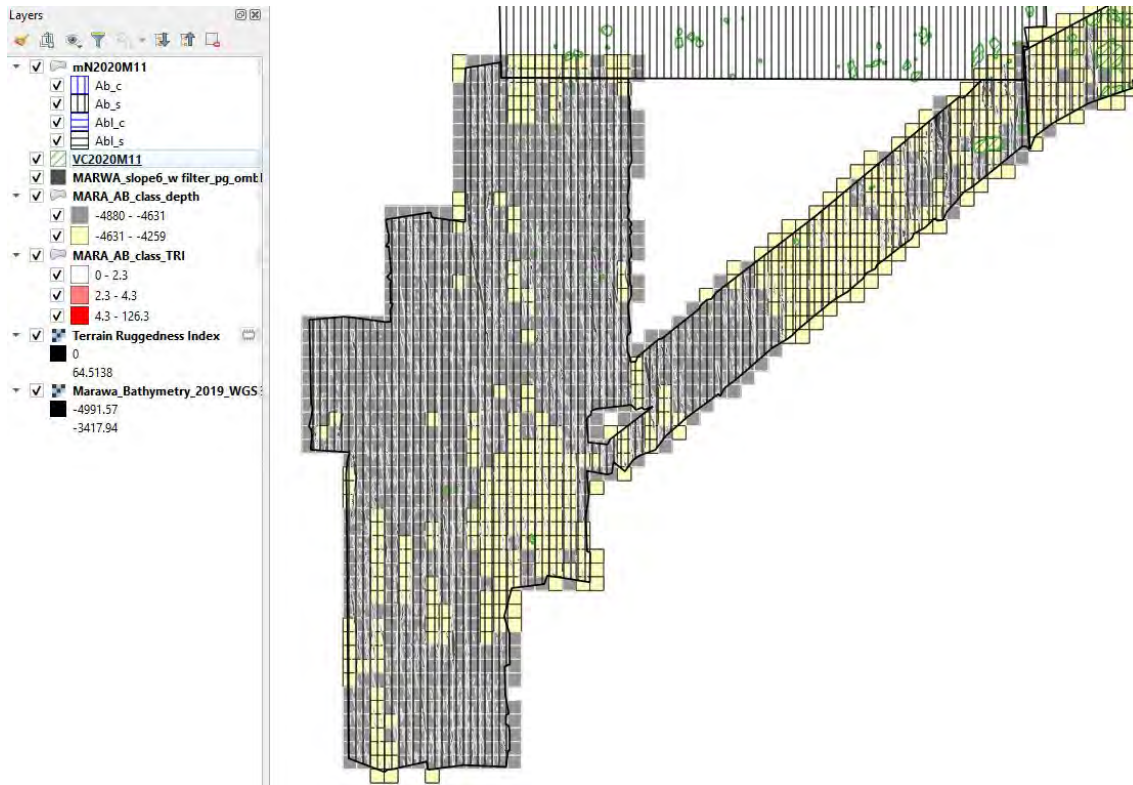 Layers
mN2020M11
Ab_c
Ab_s
Abl_c
Abl_s
VC2020M11
MARWA_slope6_w filter_pg_omb
MARA_AB_class_depth
-4880 - -4631
-4631 - -4259
MARA_AB_class_TRI
0 - 2.3
2.3 - 4.3
4.3 - 126.3
Terrain Ruggedness Index
0
64.5138
Marawa_Bathymetry_2019_WGS
-4991.57
-3417.94